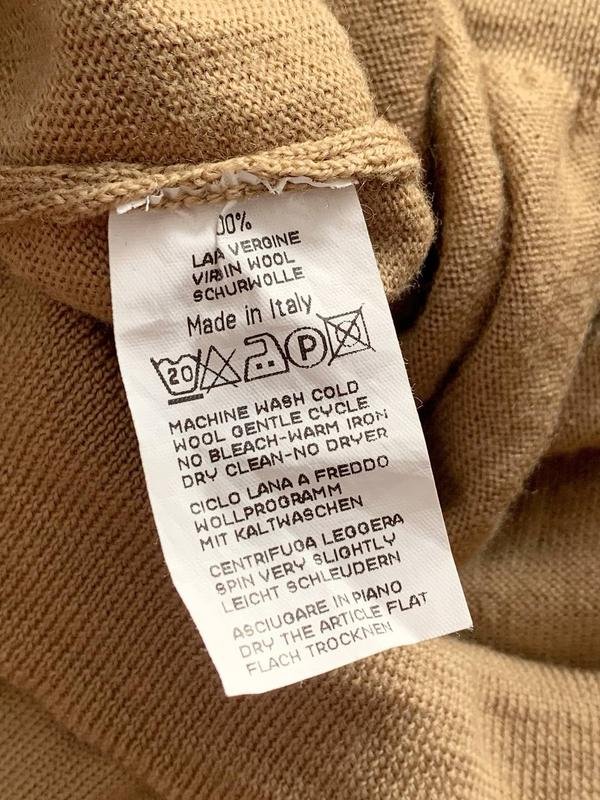 00%
LANA VERGINE
VIRGIN WOOL
SCHURWOLLE
Made in Italy
20 P
MACHINE WASH COLD
WOOL GENTLE CYCLE
NO BLEACH-WARM IRON
DRY CLEAN-NO DRYER
CICLO LANA A FREDDO
WOLLPROGRAMM
MIT KALTWASCHEN
CENTRIFUGA LEGGERA
SPIN VERY SLIGHTLY
LEICHT SCHLEUDERN
ASCIUGARE IN PIANO
DRY THE ARTICLE FLAT
FLACH TROCKNEN